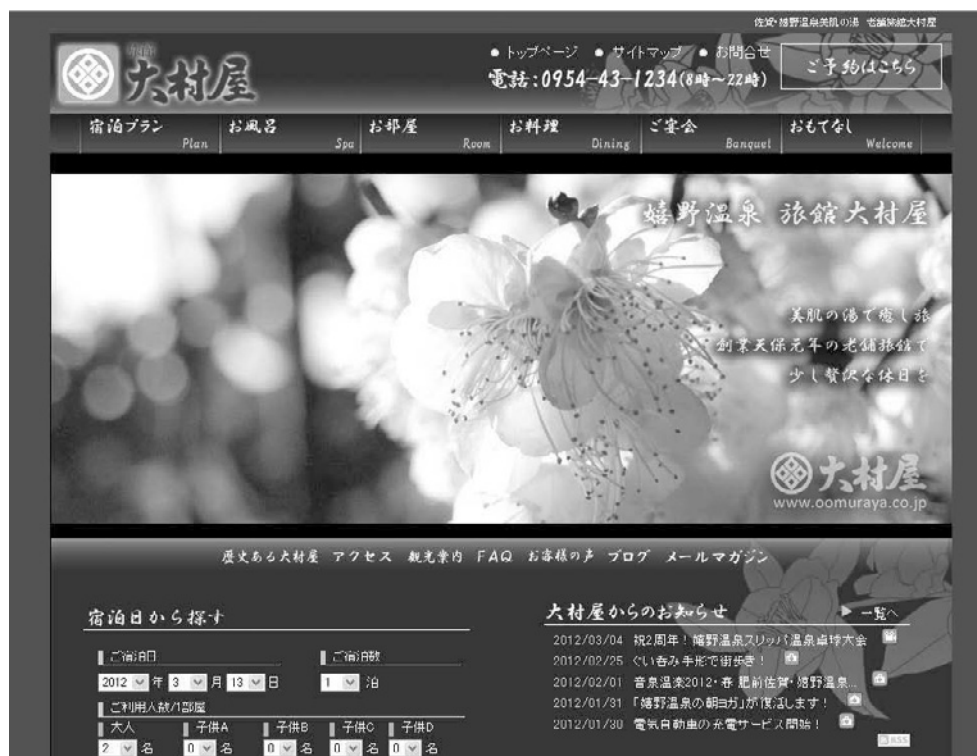 佐賀・嬉野温泉美肌の湯 老舗旅館大村屋
旅館
大村屋
● トップページ ● サイトマップ ● お問合せ
電話:0954-43-1234(8時~22時)
ご予約はこちら
宿泊プラン お風呂 お部屋 お料理 ご宴会 おもてなし
Plan Spa Room Dining Banquet Welcome
嬉野温泉 旅館大村屋
美肌の湯で癒し旅
創業天保元年の老舗旅館で
少し贅沢な休日を
大村屋
www.oomuraya.co.jp
歴史ある大村屋 アクセス 観光案内 FAQ お客様の声 ブログ メールマガジン
宿泊日から探す
ご宿泊日 ご宿泊数
2012 年 3 月 13 日 1 泊
ご利用人数/1部屋
大人 子供A 子供B 子供C 子供D
2 名 0 名 0 名 0 名 0 名
大村屋からのお知らせ ▶ 一覧へ
2012/03/04 祝2周年!嬉野温泉スリッパ温泉卓球大会
2012/02/25 ぐい呑み手形で街歩き!
2012/02/01 音泉温楽2012・春 肥前佐賀・嬉野温泉...
2012/01/31 「嬉野温泉の朝ヨガ」が復活します!
2012/01/30 電気自動車の充電サービス開始!
RSS